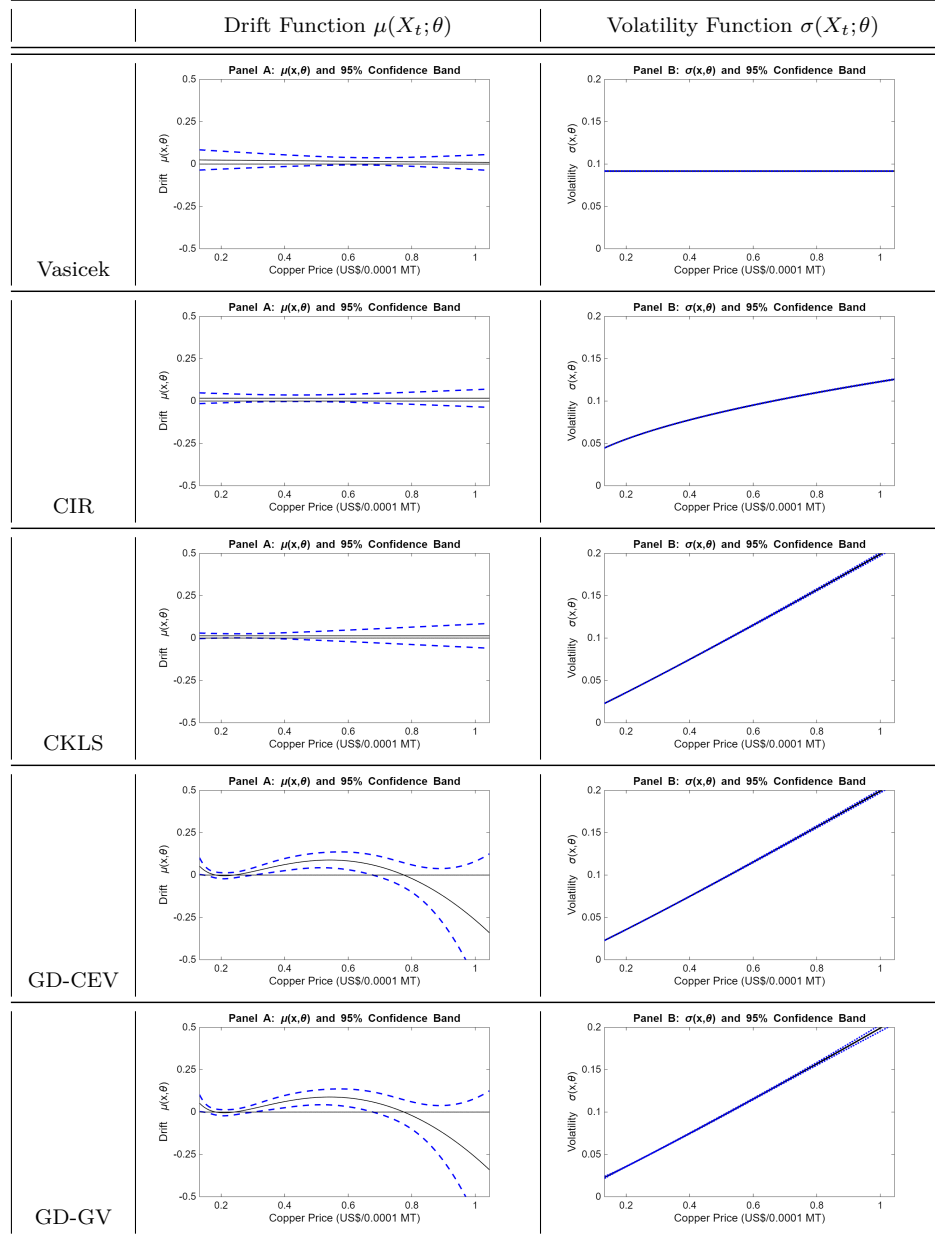 Drift Function μ(X_t; θ) Volatility Function σ(X_t; θ)
Panel A: μ(x,θ) and 95% Confidence Band
0.5
0.25
0
-0.25
-0.5
Drift μ(x,θ)
0.2 0.4 0.6 0.8 1
Copper Price (US$/0.0001 MT)
Panel B: σ(x,θ) and 95% Confidence Band
0.2
0.15
0.1
0.05
0
Volatility σ(x,θ)
0.2 0.4 0.6 0.8 1
Copper Price (US$/0.0001 MT)
Vasicek
Panel A: μ(x,θ) and 95% Confidence Band
0.5
0.25
0
-0.25
-0.5
Drift μ(x,θ)
0.2 0.4 0.6 0.8 1
Copper Price (US$/0.0001 MT)
Panel B: σ(x,θ) and 95% Confidence Band
0.2
0.15
0.1
0.05
0
Volatility σ(x,θ)
0.2 0.4 0.6 0.8 1
Copper Price (US$/0.0001 MT)
CIR
Panel A: μ(x,θ) and 95% Confidence Band
0.5
0.25
0
-0.25
-0.5
Drift μ(x,θ)
0.2 0.4 0.6 0.8 1
Copper Price (US$/0.0001 MT)
Panel B: σ(x,θ) and 95% Confidence Band
0.2
0.15
0.1
0.05
0
Volatility σ(x,θ)
0.2 0.4 0.6 0.8 1
Copper Price (US$/0.0001 MT)
CKLS
Panel A: μ(x,θ) and 95% Confidence Band
0.5
0.25
0
-0.25
-0.5
Drift μ(x,θ)
0.2 0.4 0.6 0.8 1
Copper Price (US$/0.0001 MT)
Panel B: σ(x,θ) and 95% Confidence Band
0.2
0.15
0.1
0.05
0
Volatility σ(x,θ)
0.2 0.4 0.6 0.8 1
Copper Price (US$/0.0001 MT)
GD-CEV
Panel A: μ(x,θ) and 95% Confidence Band
0.5
0.25
0
-0.25
-0.5
Drift μ(x,θ)
0.2 0.4 0.6 0.8 1
Copper Price (US$/0.0001 MT)
Panel B: σ(x,θ) and 95% Confidence Band
0.2
0.15
0.1
0.05
0
Volatility σ(x,θ)
0.2 0.4 0.6 0.8 1
Copper Price (US$/0.0001 MT)
GD-GV